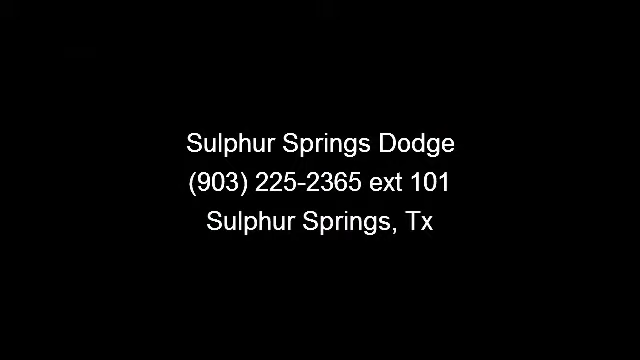 Sulphur Springs Dodge
(903) 225-2365 ext 101
Sulphur Springs, Tx